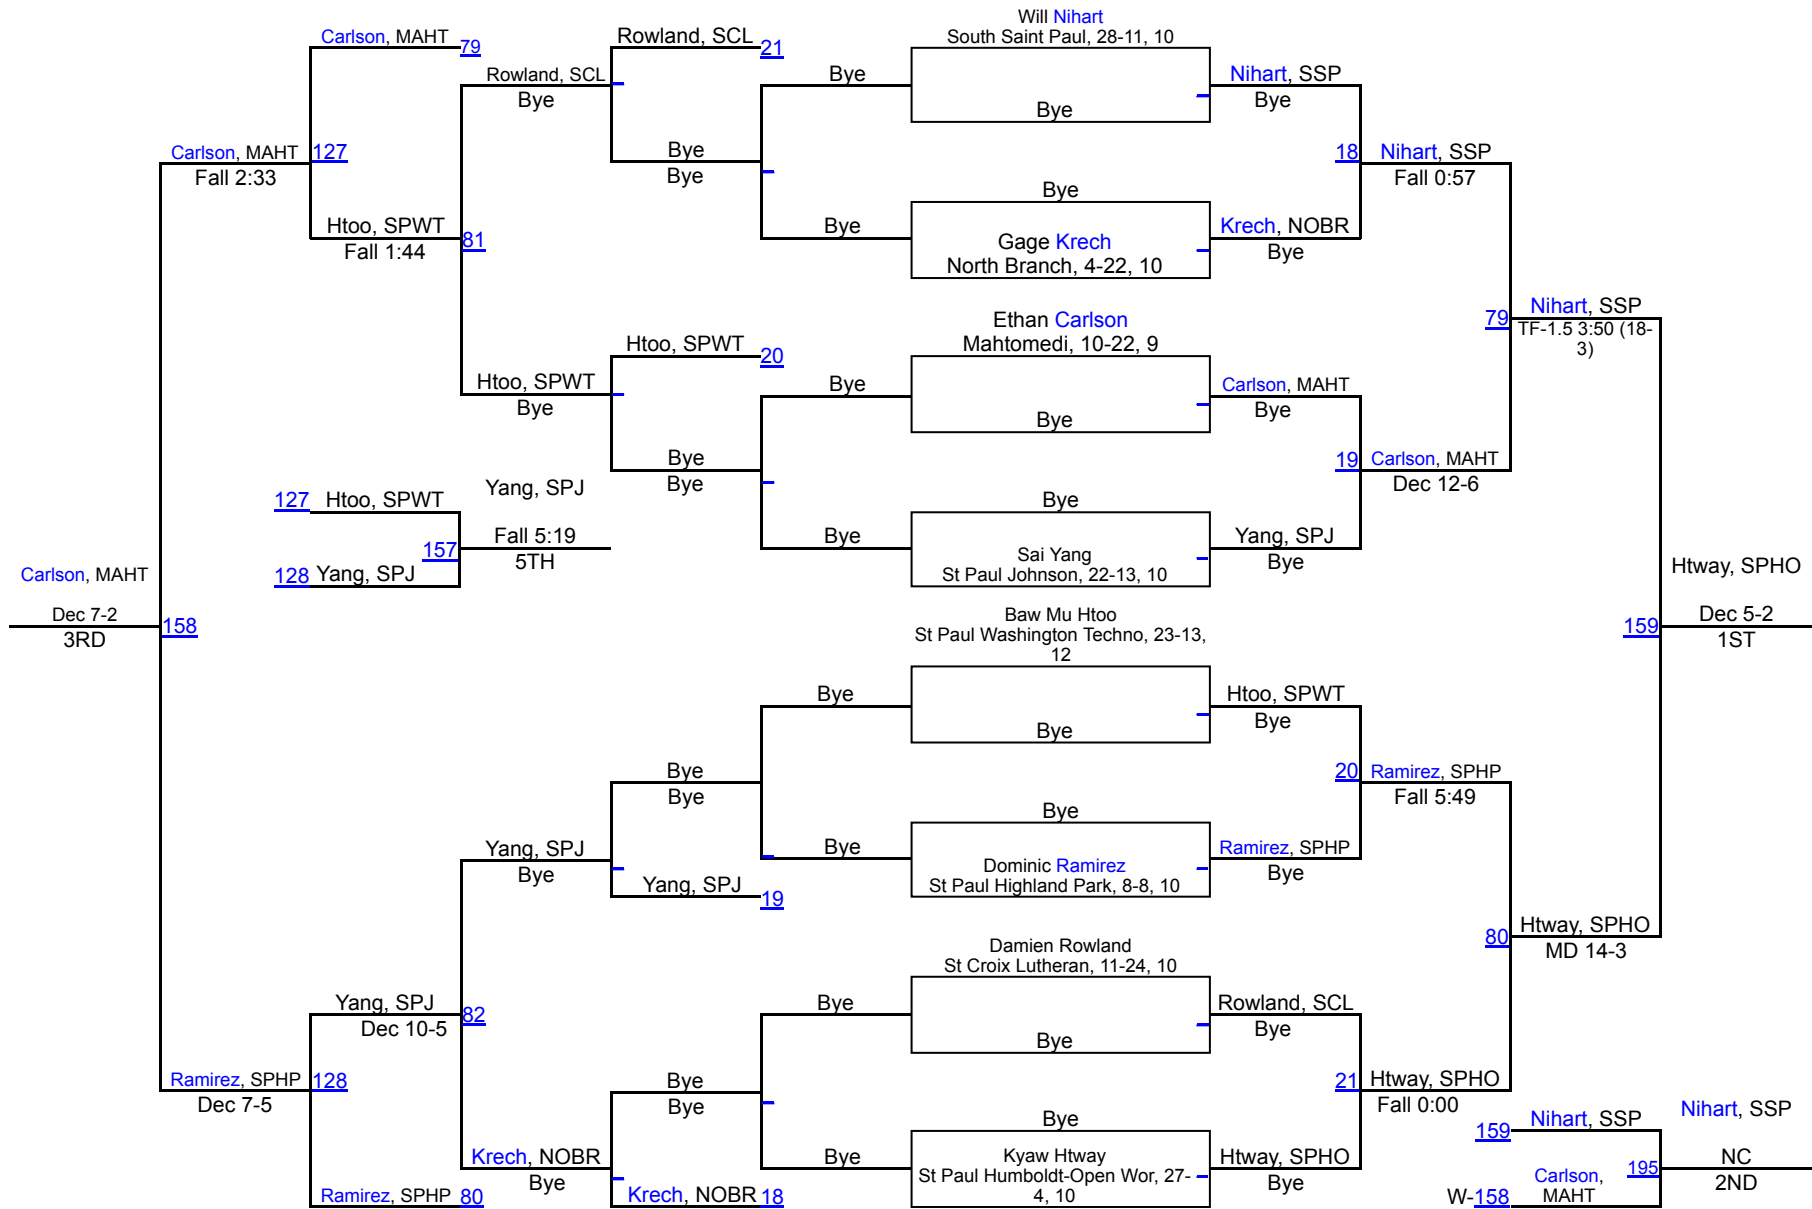 Will Nihart
South Saint Paul, 28-11, 10
Carlson, MAHT
79
Rowland, SCL
21
Rowland, SCL
Bye
Bye
Bye
Nihart, SSP
Bye
Carlson, MAHT
127
Fall 2:33
Bye
Bye
18
Nihart, SSP
Fall 0:57
Htoo, SPWT
Fall 1:44
81
Bye
Bye
Gage Krech
North Branch, 4-22, 10
Krech, NOBR
Bye
Ethan Carlson
Mahtomedi, 10-22, 9
79
Nihart, SSP
TF-1.5 3:50 (18-
3)
Htoo, SPWT
20
Htoo, SPWT
Bye
Bye
Bye
Carlson, MAHT
Bye
Bye
Bye
19
Carlson, MAHT
Dec 12-6
127
Htoo, SPWT
Yang, SPJ
157
Fall 5:19
5TH
128
Yang, SPJ
Bye
Bye
Sai Yang
St Paul Johnson, 22-13, 10
Yang, SPJ
Bye
Carlson, MAHT
Dec 7-2
3RD
158
Baw Mu Htoo
St Paul Washington Techno, 23-13,
12
Htway, SPHO
159
Dec 5-2
1ST
Bye
Bye
Htoo, SPWT
Bye
Bye
Bye
20
Ramirez, SPHP
Fall 5:49
Yang, SPJ
Bye
Bye
Bye
Dominic Ramirez
St Paul Highland Park, 8-8, 10
Ramirez, SPHP
Bye
Yang, SPJ
19
80
Htway, SPHO
MD 14-3
Damien Rowland
St Croix Lutheran, 11-24, 10
Yang, SPJ
Dec 10-5
82
Bye
Bye
Rowland, SCL
Bye
Ramirez, SPHP
128
Dec 7-5
Bye
Bye
21
Htway, SPHO
Fall 0:00
Krech, NOBR
Bye
Bye
Bye
Kyaw Htway
St Paul Humboldt-Open Wor, 27-
4, 10
Htway, SPHO
Bye
Ramirez, SPHP
80
Krech, NOBR
18
159
Nihart, SSP
Nihart, SSP
195
NC
2ND
W-158
Carlson,
MAHT